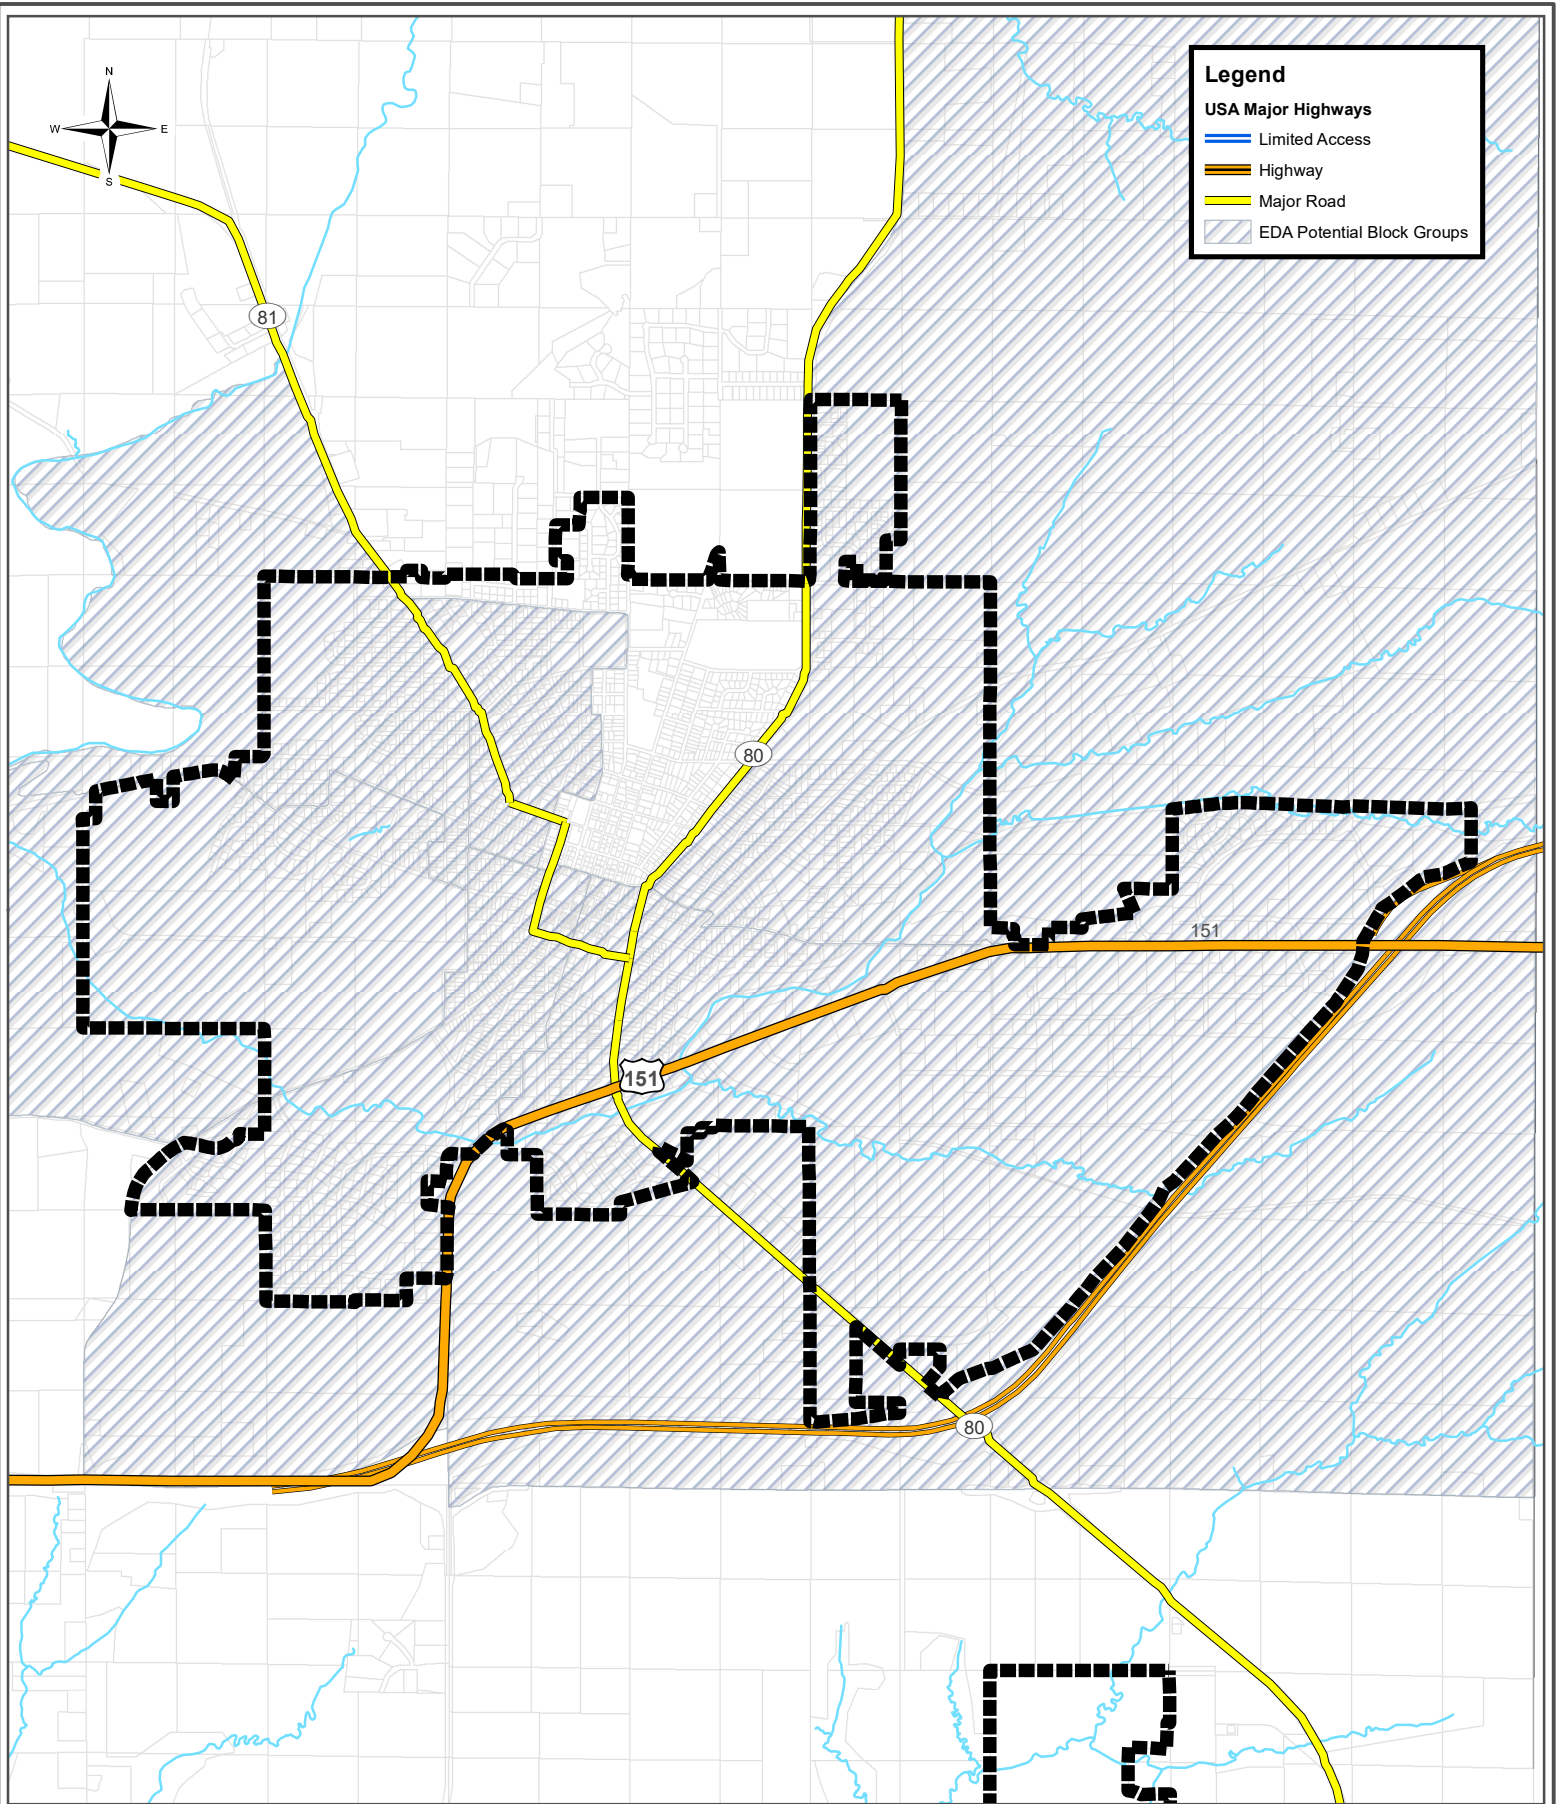 N
W E
S
Legend
USA Major Highways
Limited Access
Highway
Major Road
EDA Potential Block Groups
81
80
151
151
80